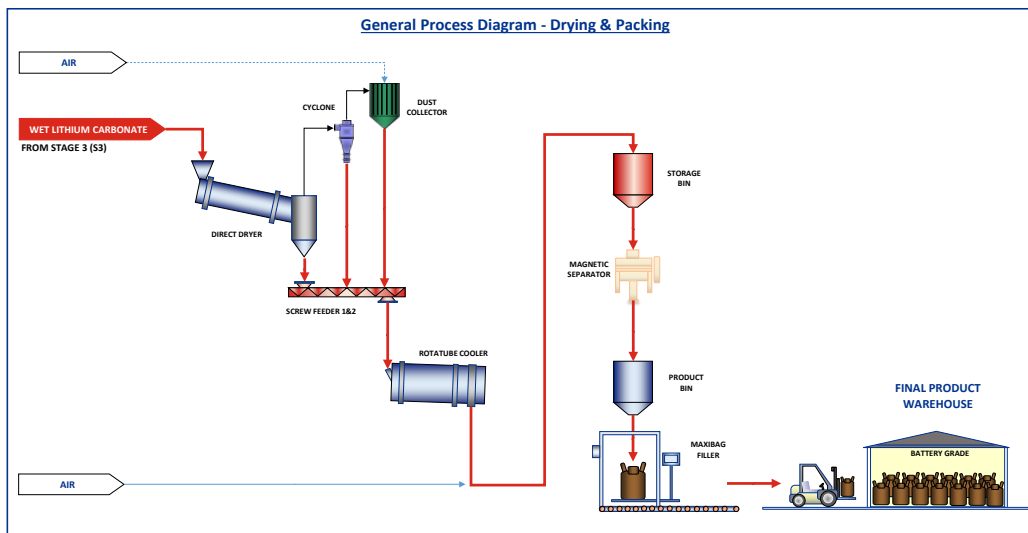 General Process Diagram - Drying & Packing
AIR
CYCLONE
DUST
COLLECTOR
WET LITHIUM CARBONATE
FROM STAGE 3 (S3)
STORAGE
BIN
DIRECT DRYER
MAGNETIC
SEPARATOR
SCREW FEEDER 1&2
ROTATUBE COOLER
PRODUCT
BIN
FINAL PRODUCT
WAREHOUSE
MAXIBAG
FILLER
BATTERY GRADE
AIR